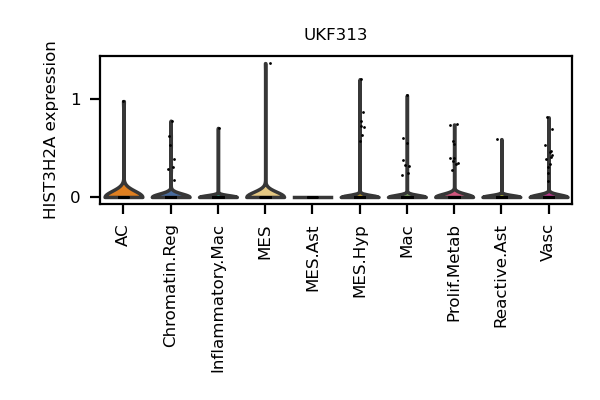 UKF313
HIST3H2A expression
1
0
AC
Chromatin.Reg
Inflammatory.Mac
MES
MES.Ast
MES.Hyp
Mac
Prolif.Metab
Reactive.Ast
Vasc